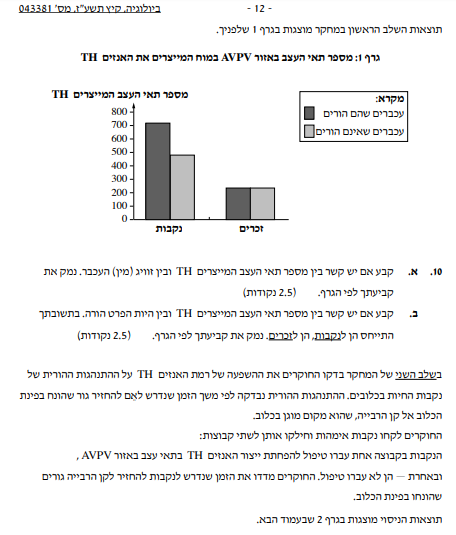 ביולוגיה, קיץ תשע"ז, מס' 043381
- 12 -
תוצאות השלב הראשון במחקר מוצגות בגרף 1 שלפניך.
גרף 1: מספר תאי העצב באזור AVPV במוח המייצרים את האנזים TH
מספר תאי העצב המייצרים TH
800
700
600
500
400
300
200
100
0
נקבות
זכרים
מקרא:
עכברים שהם הורים
עכברים שאינם הורים
10. א. קבע אם יש קשר בין מספר תאי העצב המייצרים TH ובין זוויג (מין) העכבר. נמק את
קביעתך לפי הגרף. (2.5 נקודות)
ב. קבע אם יש קשר בין מספר תאי העצב המייצרים TH ובין היות הפרט הורה. בתשובתך
התייחס הן לנקבות, הן לזכרים. נמק את קביעתך לפי הגרף. (2.5 נקודות)
בשלב השני של המחקר בדקו החוקרים את ההשפעה של רמת האנזים TH על ההתנהגות ההורית של
נקבות החיות בכלובים. ההתנהגות ההורית נבדקה לפי משך הזמן שנדרש לאֵם להחזיר גור שהונח בפינת
הכלוב אל קן הרבייה, שהוא מקום מוגן בכלוב.
החוקרים לקחו נקבות אימהות וחילקו אותן לשתי קבוצות:
הנקבות בקבוצה אחת עברו טיפול להפחתת ייצור האנזים TH בתאי עצב באזור AVPV ,
ובאחרת — הן לא עברו טיפול. החוקרים מדדו את הזמן שנדרש לנקבות להחזיר לקן הרבייה גורים
שהונחו בפינת הכלוב.
תוצאות הניסוי מוצגות בגרף 2 שבעמוד הבא.